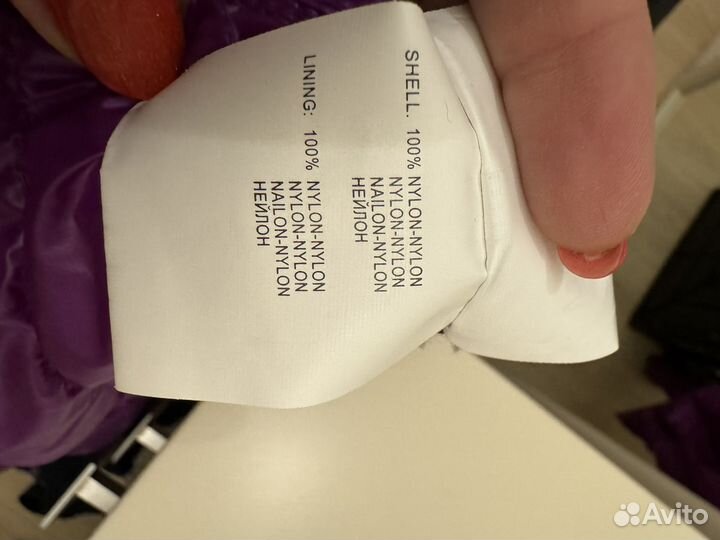 SHELL. 100% NYLON-NYLON
NYLON-NYLON
NAILON-NYLON
НЕЙЛОН
LINING: 100% NYLON-NYLON
NYLON-NYLON
NAILON-NYLON
НЕЙЛОН
Avito